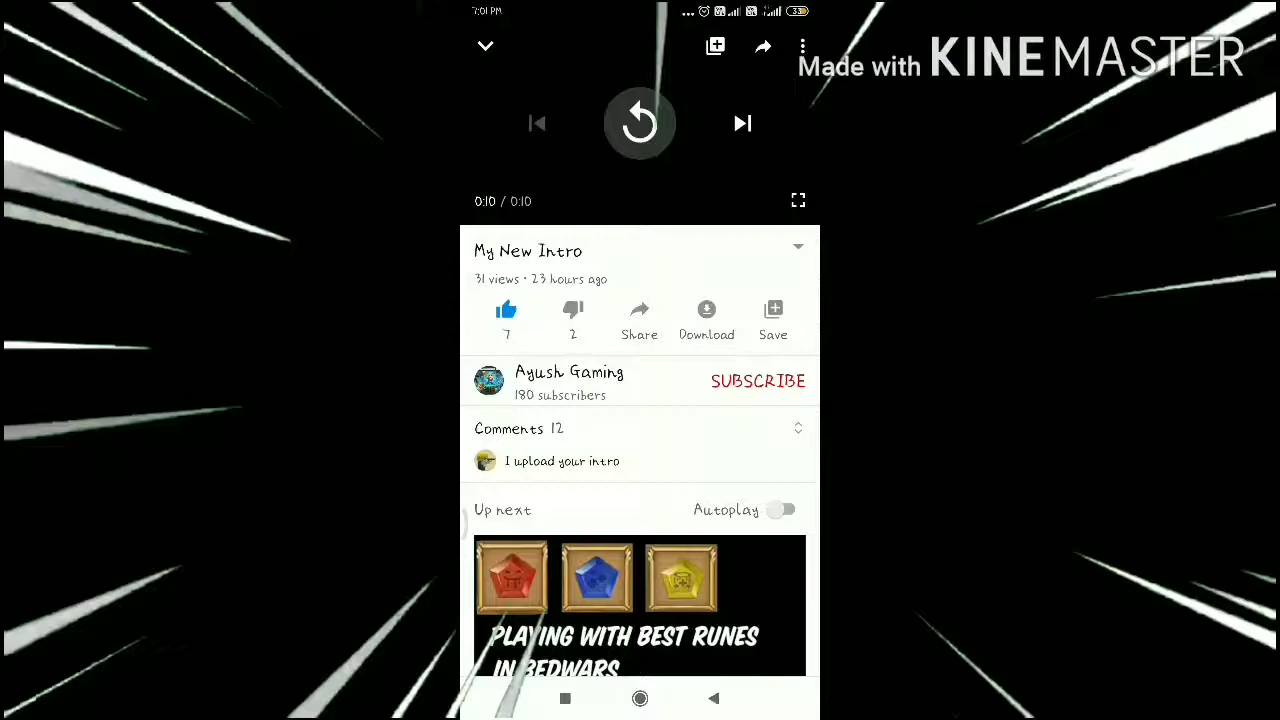 7:01 PM
33
Made with KINEMASTER
0:10 / 0:10
My New Intro
31 views · 23 hours ago
7
2
Share
Download
Save
Ayush Gaming
180 subscribers
SUBSCRIBE
Comments 12
I upload your intro
Up next
Autoplay
PLAYING WITH BEST RUNES
IN BEDWARS